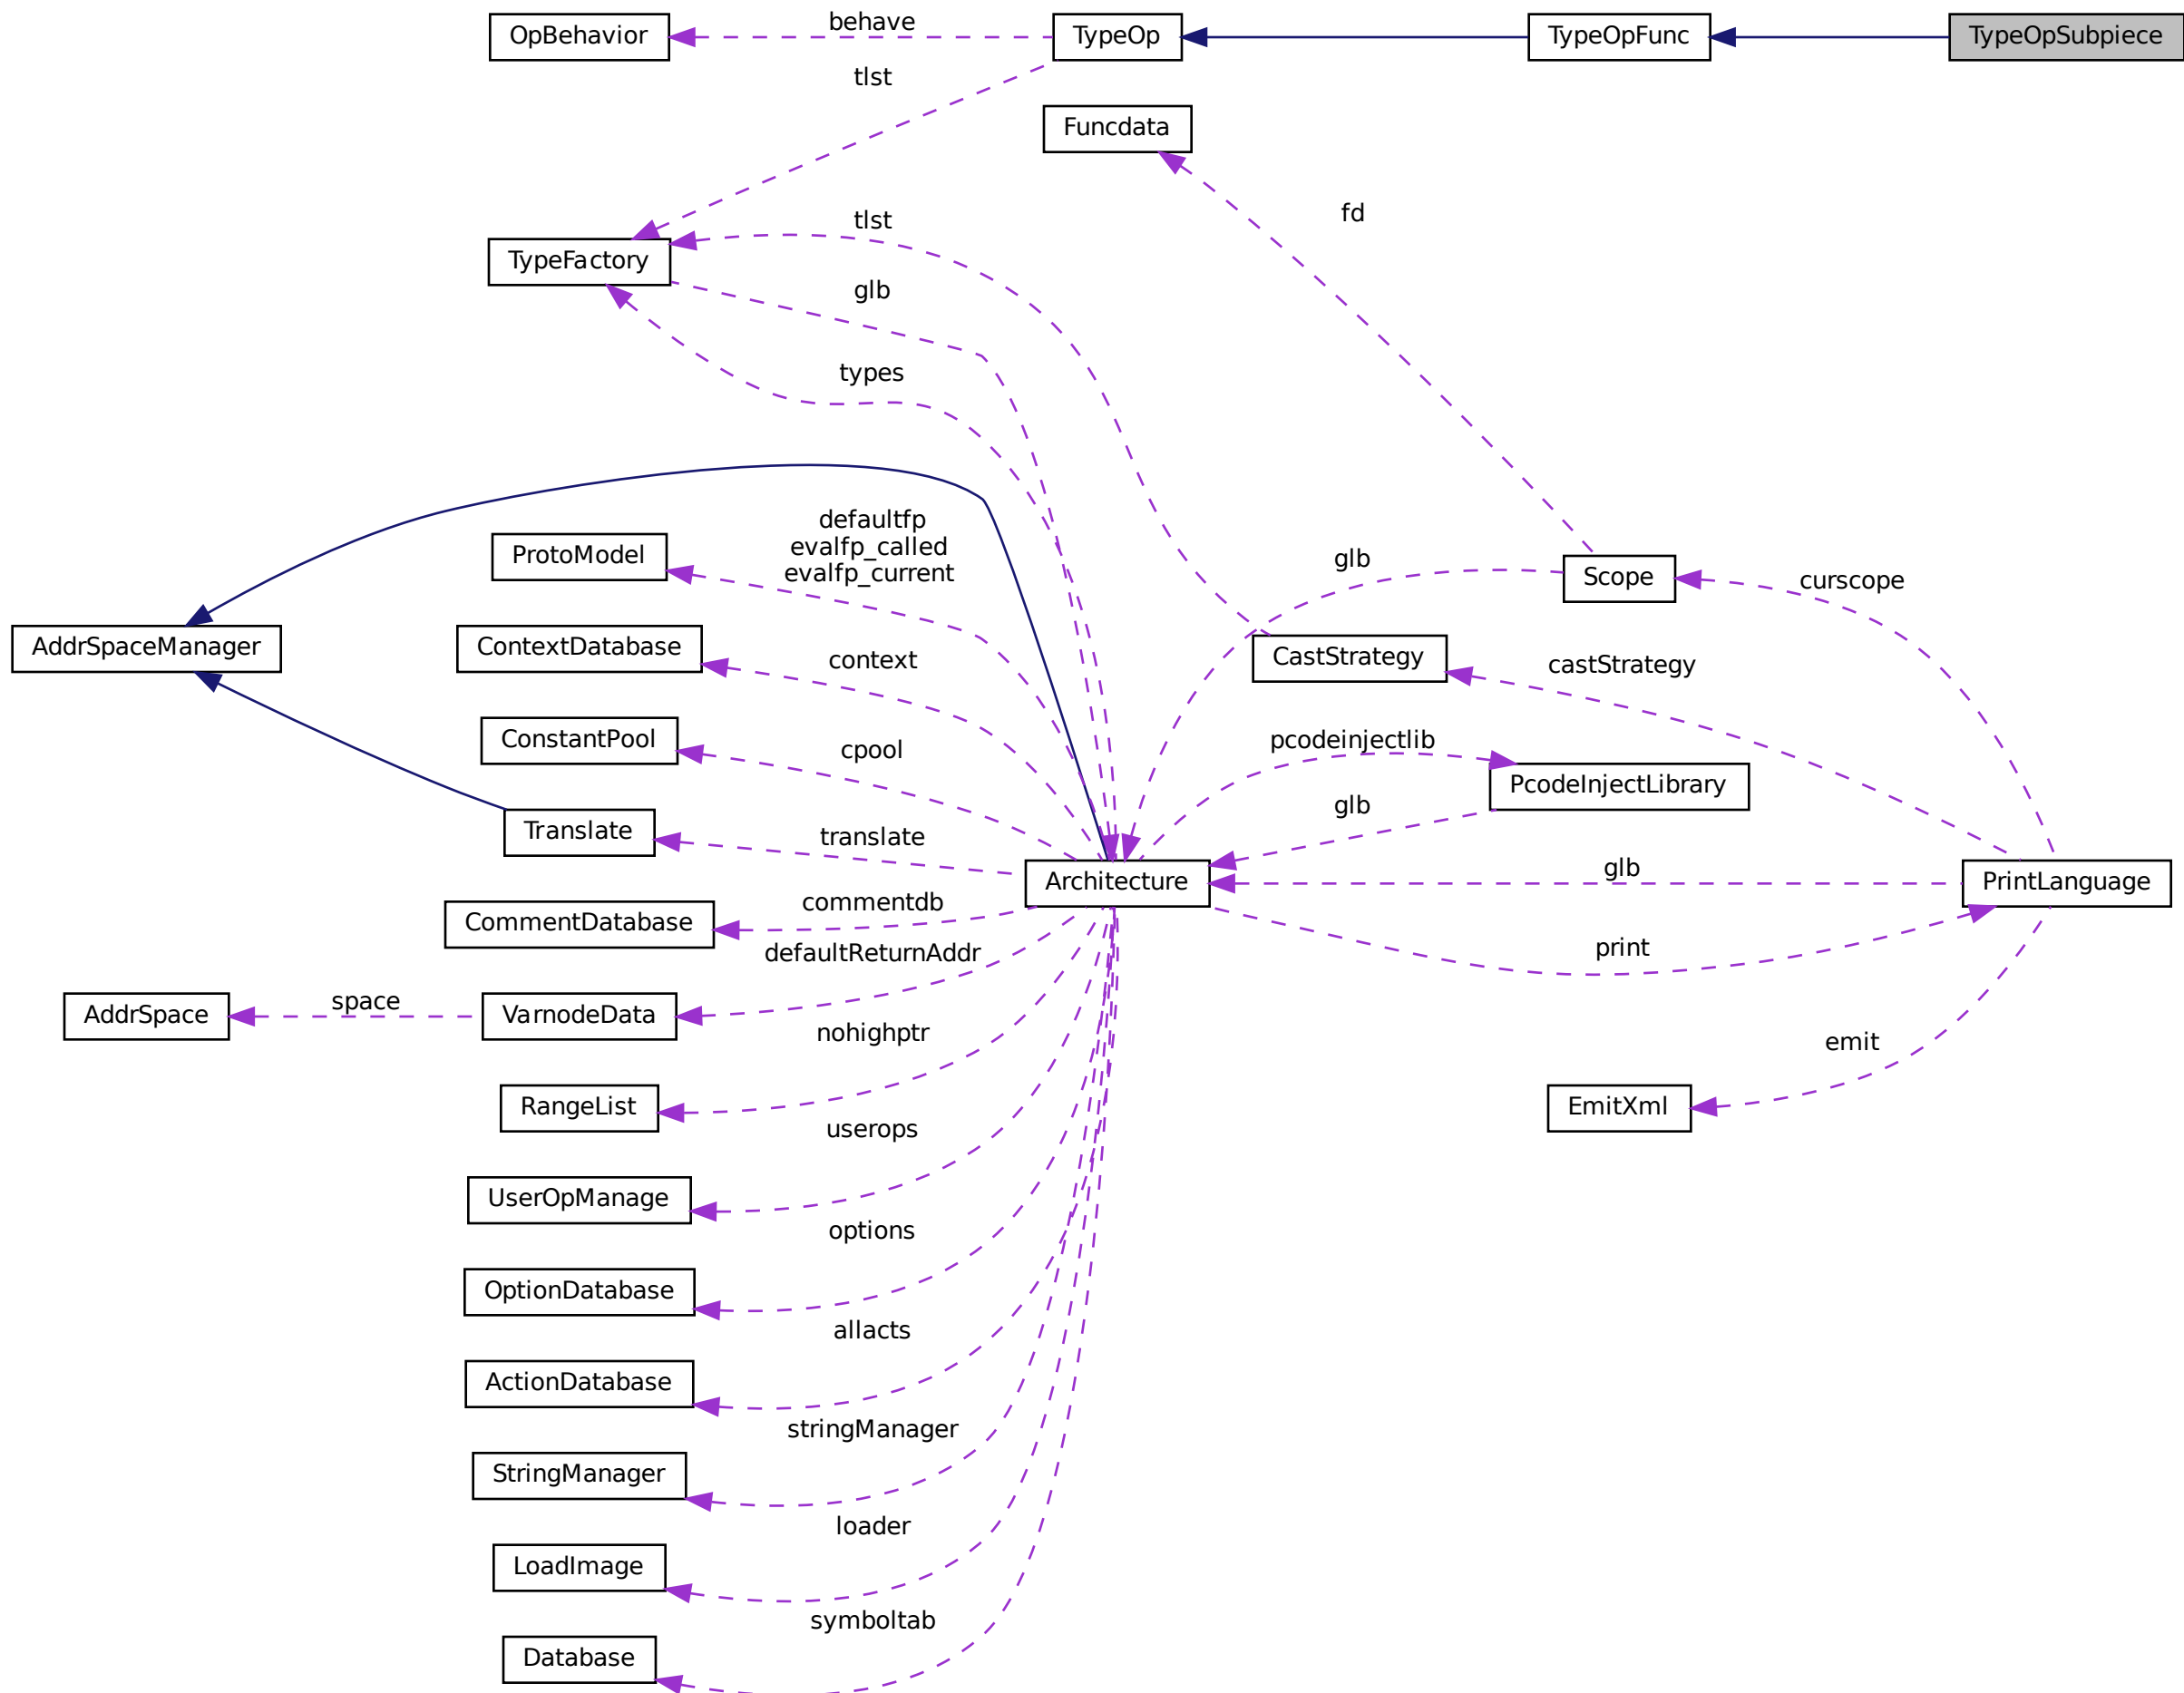 OpBehavior
behave
TypeOp
TypeOpFunc
TypeOpSubpiece
tlst
Funcdata
fd
tlst
TypeFactory
glb
types
defaultfp
evalfp_called
evalfp_current
ProtoModel
glb
Scope
curscope
AddrSpaceManager
ContextDatabase
context
CastStrategy
castStrategy
ConstantPool
cpool
pcodeinjectlib
PcodeInjectLibrary
glb
Translate
translate
Architecture
glb
PrintLanguage
CommentDatabase
commentdb
print
defaultReturnAddr
AddrSpace
space
VarnodeData
nohighptr
emit
RangeList
EmitXml
userops
UserOpManage
options
OptionDatabase
allacts
ActionDatabase
stringManager
StringManager
loader
LoadImage
symboltab
Database